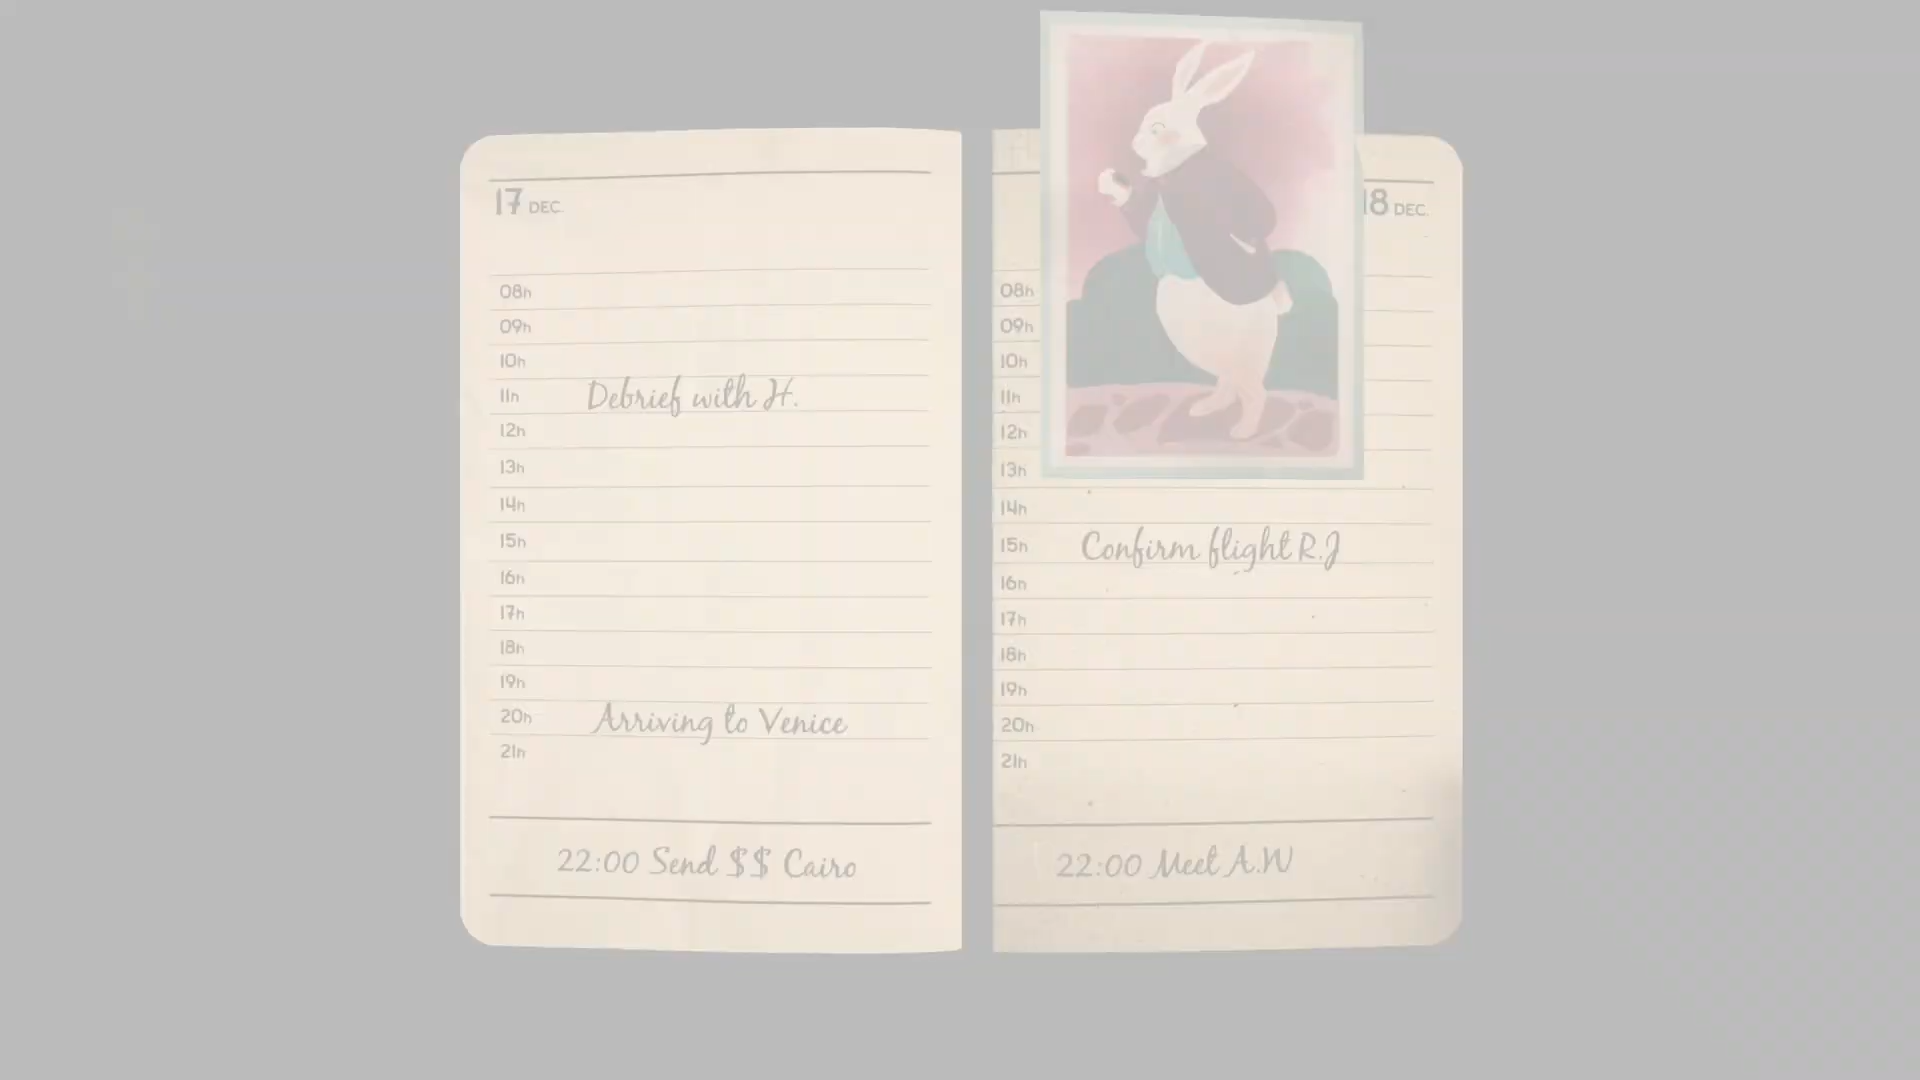 17 DEC.
08h
09h
10h
11h Debrief with H.
12h
13h
14h
15h
16h
17h
18h
19h
20h Arriving to Venice
21h
22:00 Send $$ Cairo
18 DEC.
08h
09h
10h
11h
12h
13h
14h
15h Confirm flight R.J
16h
17h
18h
19h
20h
21h
22:00 Meet A.W